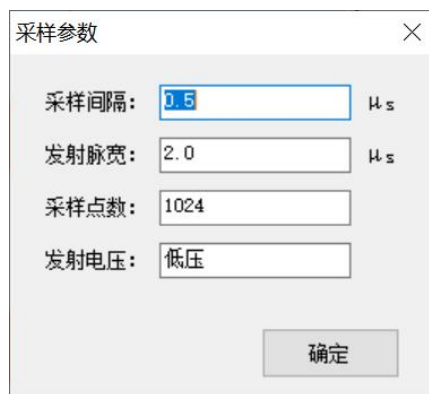 采样参数
采样间隔： 0.5 μs
发射脉宽： 2.0 μs
采样点数： 1024
发射电压： 低压
确定